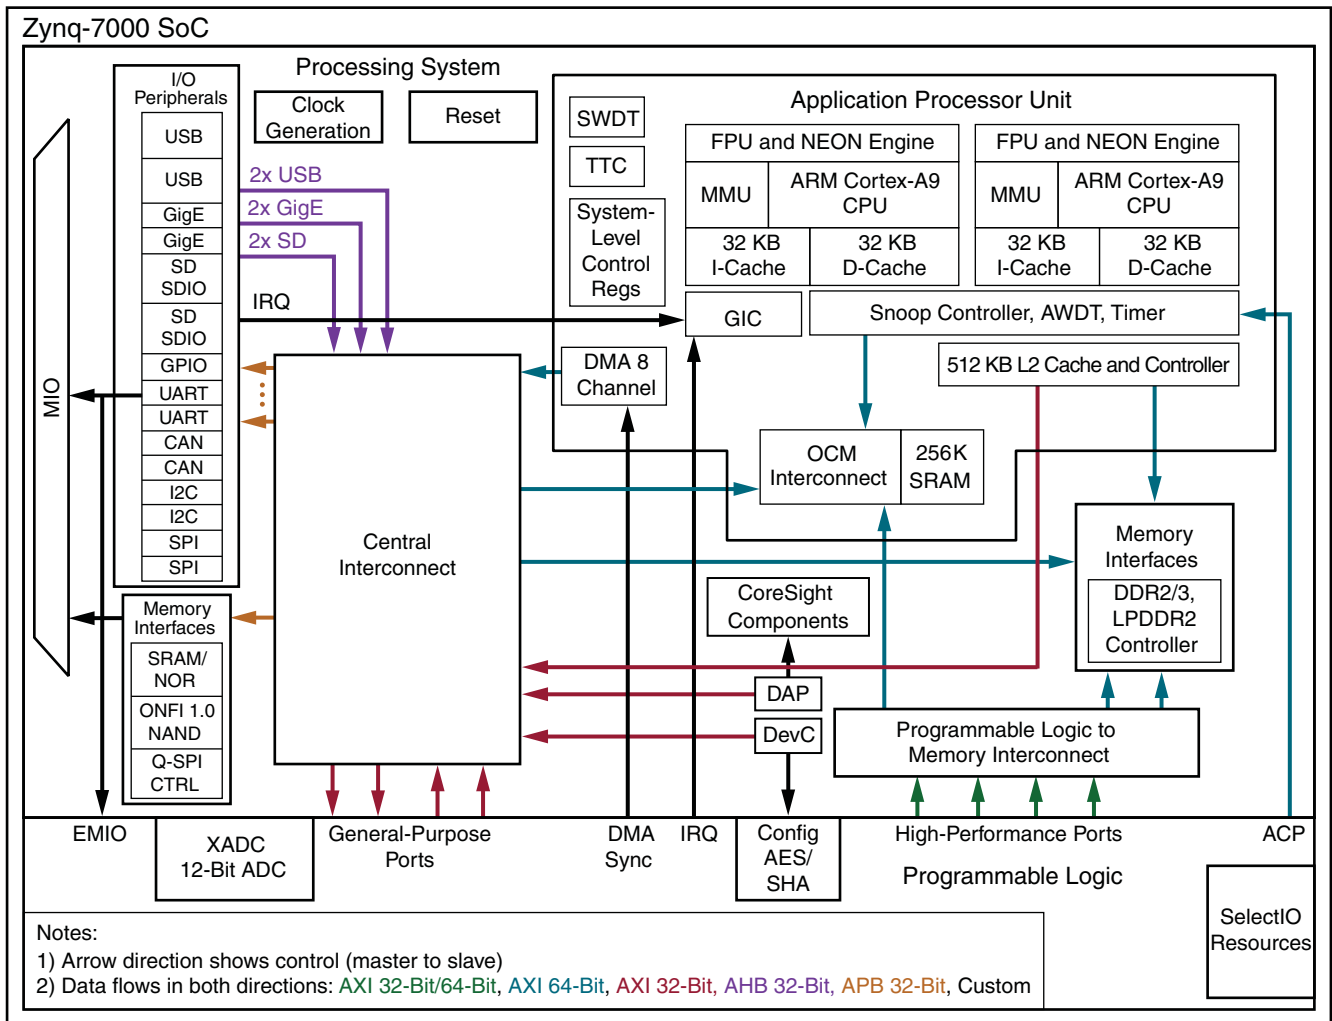 Zynq-7000 SoC
Processing System
I/O
Peripherals
USB
USB
GigE
GigE
SD
SDIO
SD
SDIO
GPIO
UART
UART
CAN
CAN
I2C
I2C
SPI
SPI
MIO
Clock
Generation
Reset
2x USB
2x GigE
2x SD
IRQ
Application Processor Unit
SWDT
TTC
System-
Level
Control
Regs
FPU and NEON Engine
MMU
ARM Cortex-A9
CPU
32 KB
I-Cache
32 KB
D-Cache
FPU and NEON Engine
MMU
ARM Cortex-A9
CPU
32 KB
I-Cache
32 KB
D-Cache
GIC
Snoop Controller, AWDT, Timer
DMA 8
Channel
512 KB L2 Cache and Controller
OCM
Interconnect
256K
SRAM
Central
Interconnect
Memory
Interfaces
DDR2/3,
LPDDR2
Controller
CoreSight
Components
DAP
DevC
Programmable Logic to
Memory Interconnect
Memory
Interfaces
SRAM/
NOR
ONFI 1.0
NAND
Q-SPI
CTRL
EMIO
XADC
12-Bit ADC
General-Purpose
Ports
DMA
Sync
IRQ
Config
AES/
SHA
High-Performance Ports
ACP
Programmable Logic
SelectIO
Resources
Notes:
1) Arrow direction shows control (master to slave)
2) Data flows in both directions: AXI 32-Bit/64-Bit, AXI 64-Bit, AXI 32-Bit, AHB 32-Bit, APB 32-Bit, Custom